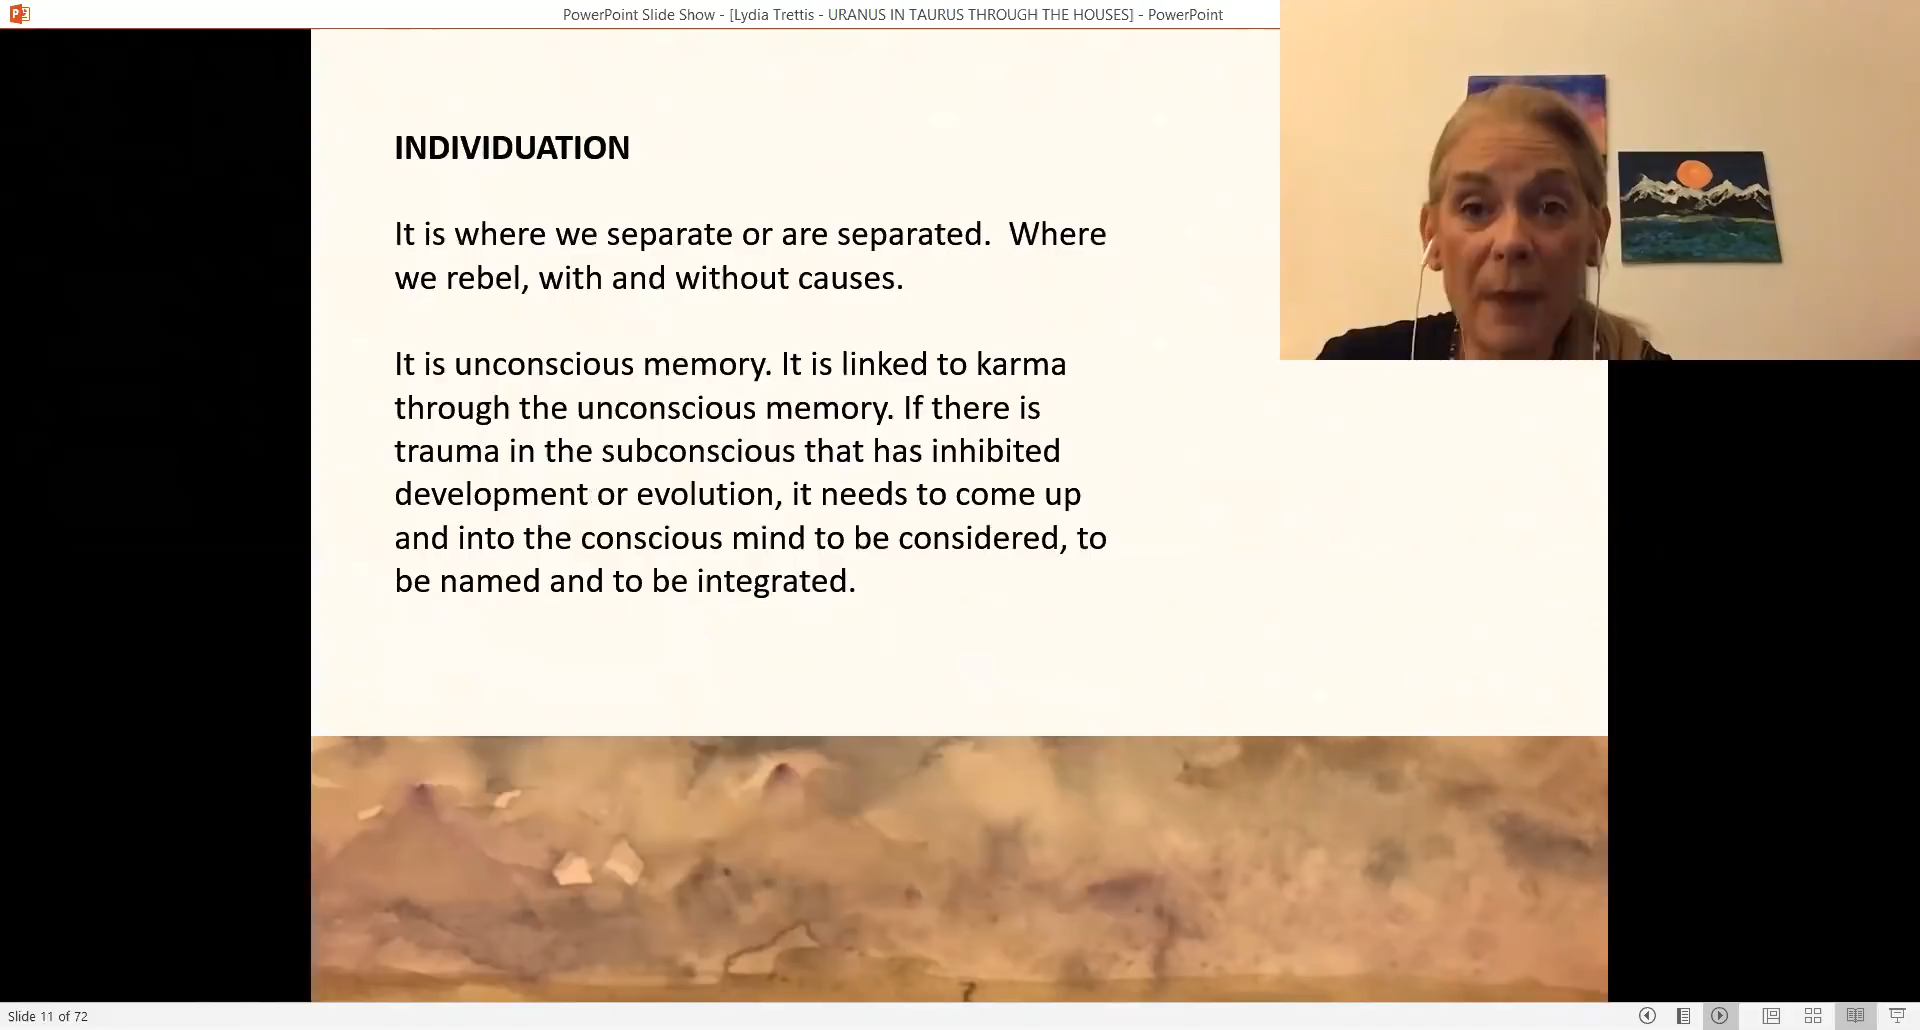 PowerPoint Slide Show - [Lydia Trettis - URANUS IN TAURUS THROUGH THE HOUSES] - PowerPoint
INDIVIDUATION
It is where we separate or are separated.  Where
we rebel, with and without causes.
It is unconscious memory. It is linked to karma
through the unconscious memory. If there is
trauma in the subconscious that has inhibited
development or evolution, it needs to come up
and into the conscious mind to be considered, to
be named and to be integrated.
Slide 11 of 72